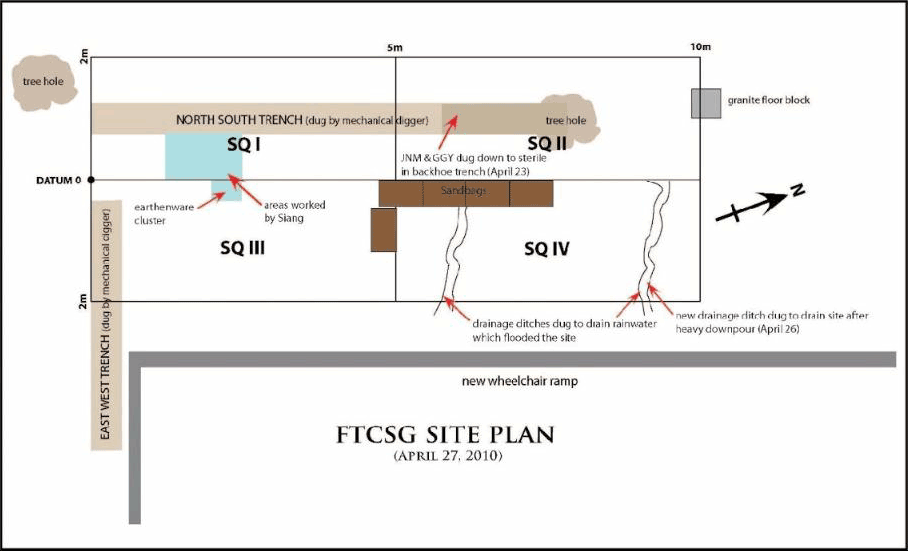 5m
10m
2m
tree hole
granite floor block
NORTH SOUTH TRENCH (dug by mechanical digger)
tree hole
SQ I
SQ II
JNM & GGY dug down to sterile
in backhoe trench (April 23)
DATUM 0
Sandbags
earthenware
cluster
areas worked
by Siang
N
SQ III
SQ IV
2m
EAST WEST TRENCH (dug by mechanical digger)
drainage ditches dug to drain rainwater
which flooded the site
new drainage ditch dug to drain site after
heavy downpour (April 26)
new wheelchair ramp
FTCSG SITE PLAN
(APRIL 27, 2010)